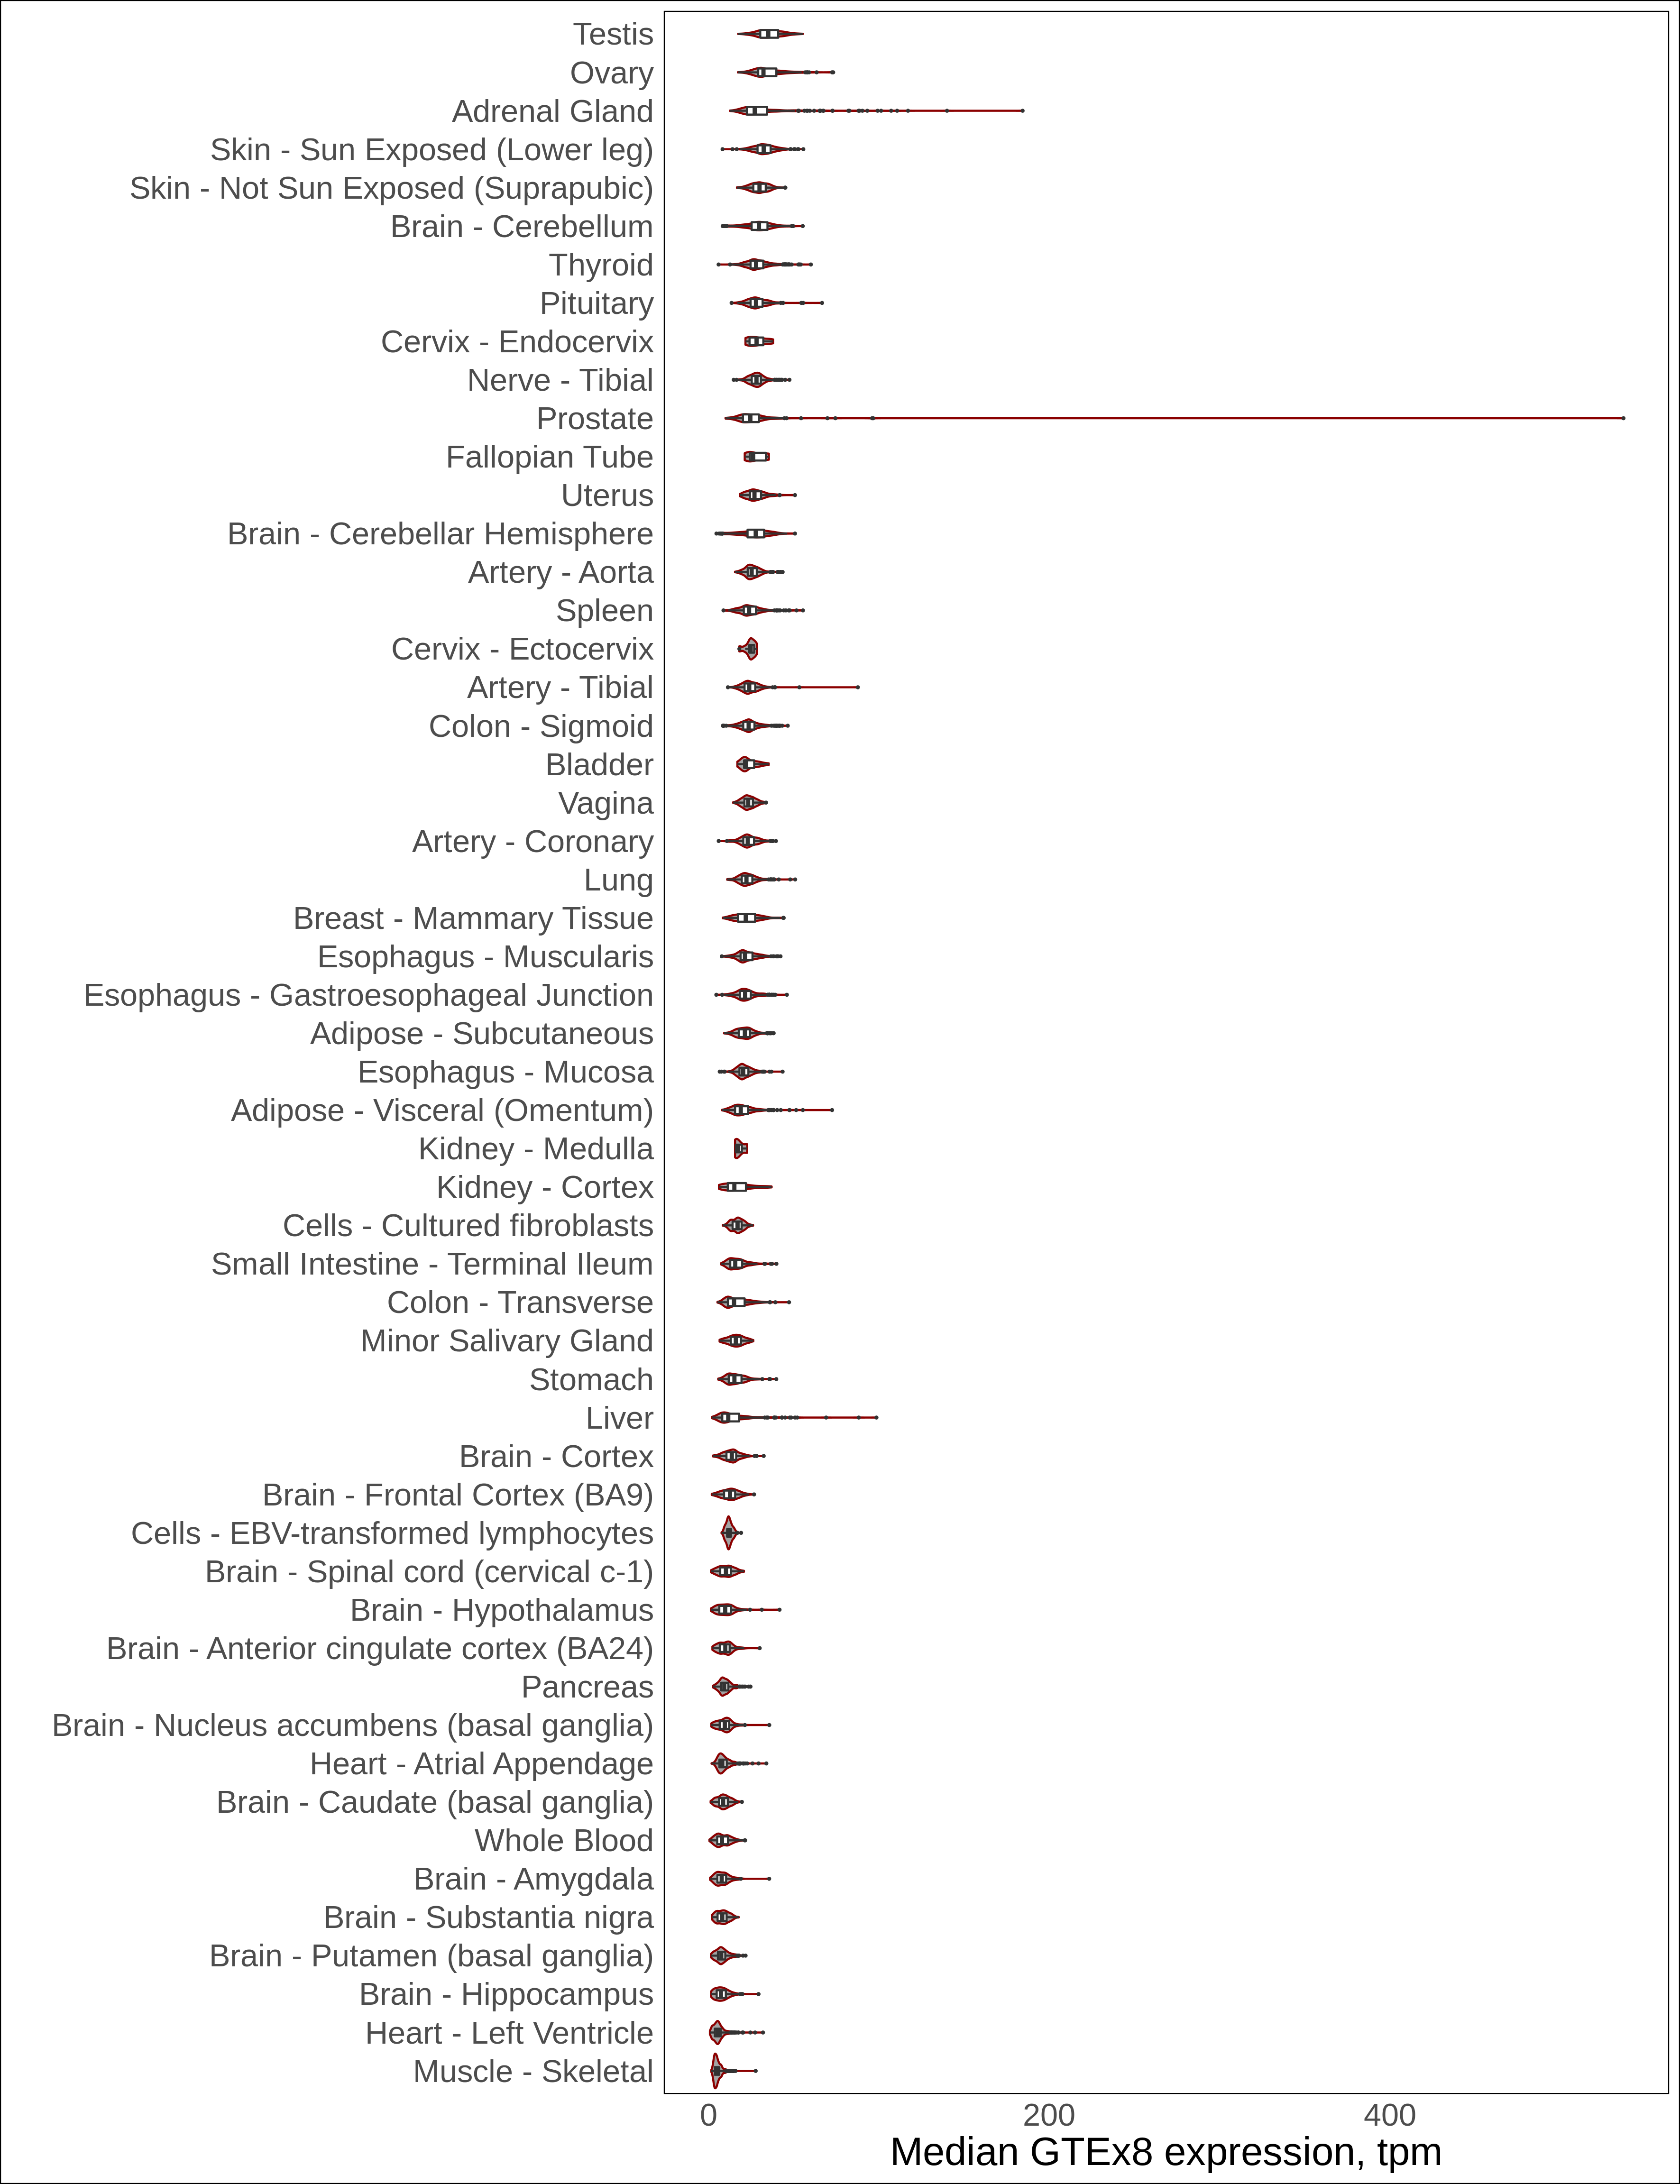 Testis
Ovary
Adrenal Gland
Skin - Sun Exposed (Lower leg)
Skin - Not Sun Exposed (Suprapubic)
Brain - Cerebellum
Thyroid
Pituitary
Cervix - Endocervix
Nerve - Tibial
Prostate
Fallopian Tube
Uterus
Brain - Cerebellar Hemisphere
Artery - Aorta
Spleen
Cervix - Ectocervix
Artery - Tibial
Colon - Sigmoid
Bladder
Vagina
Artery - Coronary
Lung
Breast - Mammary Tissue
Esophagus - Muscularis
Esophagus - Gastroesophageal Junction
Adipose - Subcutaneous
Esophagus - Mucosa
Adipose - Visceral (Omentum)
Kidney - Medulla
Kidney - Cortex
Cells - Cultured fibroblasts
Small Intestine - Terminal Ileum
Colon - Transverse
Minor Salivary Gland
Stomach
Liver
Brain - Cortex
Brain - Frontal Cortex (BA9)
Cells - EBV-transformed lymphocytes
Brain - Spinal cord (cervical c-1)
Brain - Hypothalamus
Brain - Anterior cingulate cortex (BA24)
Pancreas
Brain - Nucleus accumbens (basal ganglia)
Heart - Atrial Appendage
Brain - Caudate (basal ganglia)
Whole Blood
Brain - Amygdala
Brain - Substantia nigra
Brain - Putamen (basal ganglia)
Brain - Hippocampus
Heart - Left Ventricle
Muscle - Skeletal
0 200 400
Median GTEx8 expression, tpm